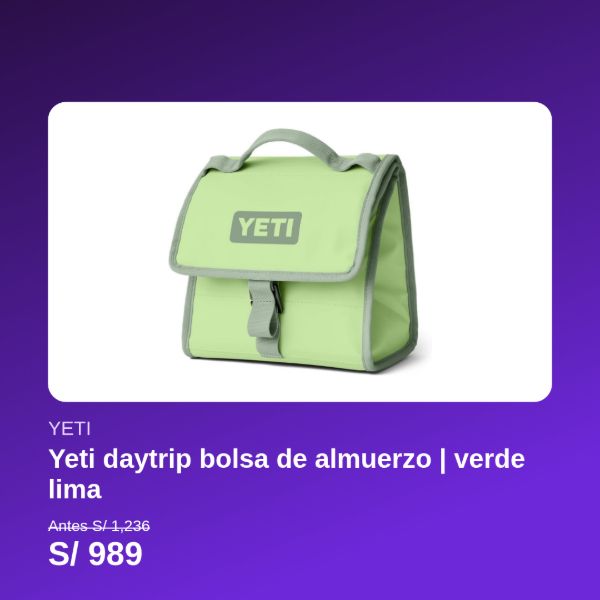 YETI
YETI
Yeti daytrip bolsa de almuerzo | verde
lima
Antes S/ 1,236
S/ 989